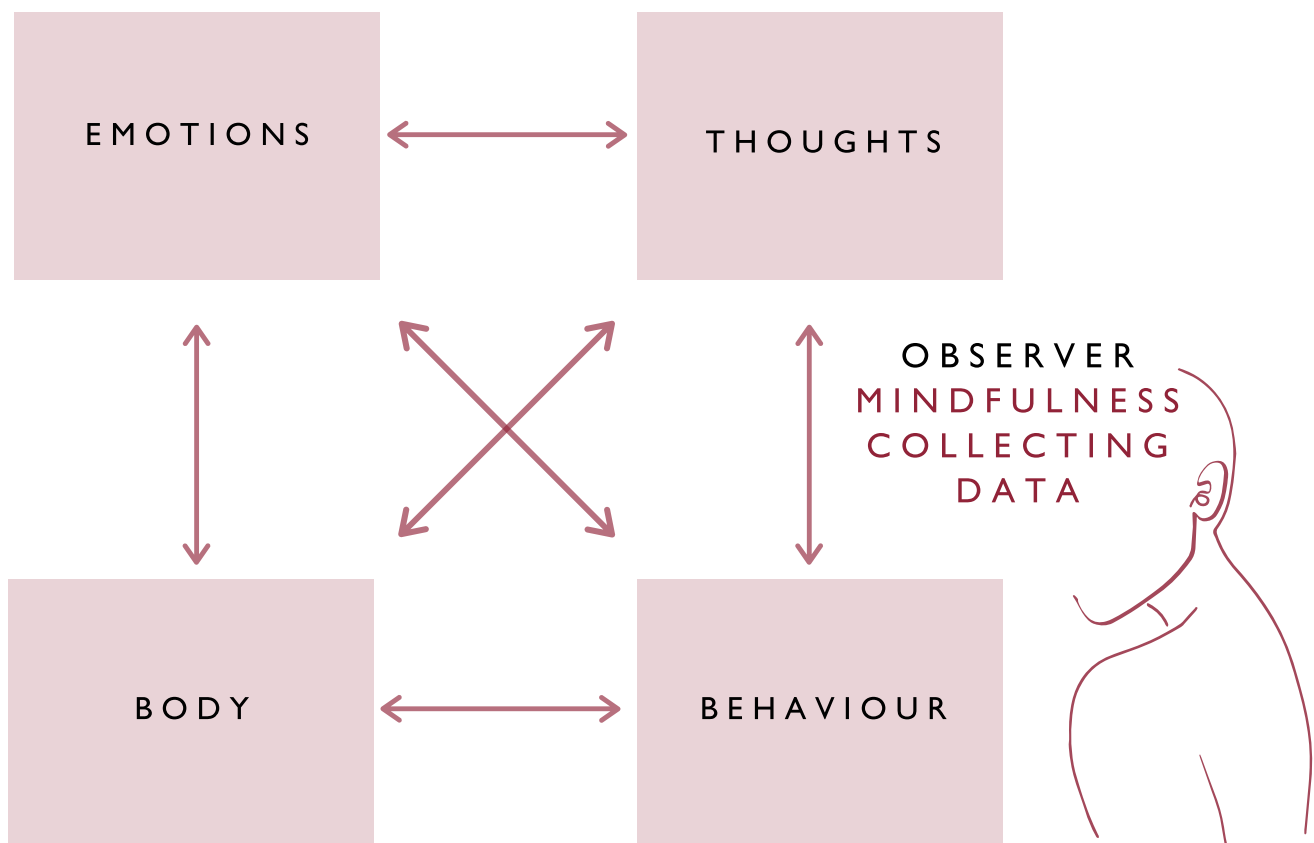 EMOTIONS
THOUGHTS
OBSERVER
MINDFULNESS
COLLECTING
DATA
BODY
BEHAVIOUR